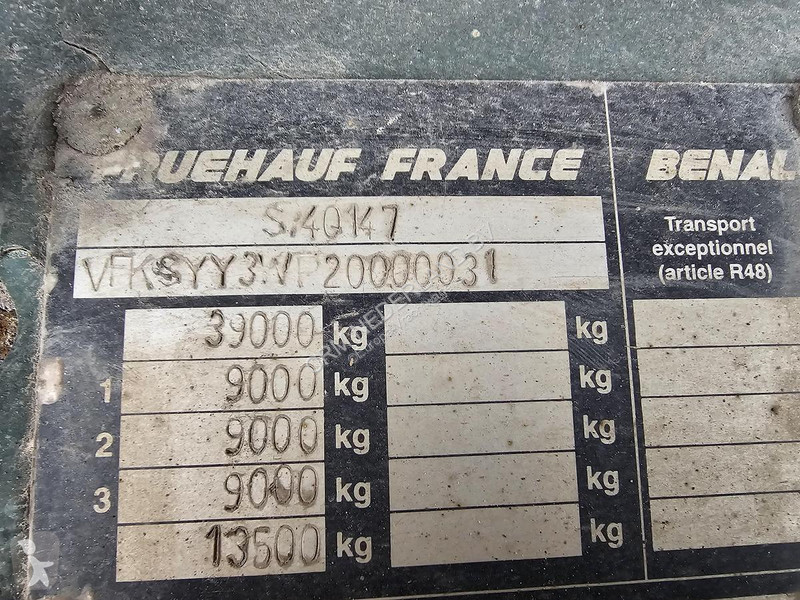 FRUEHAUF FRANCE
BENAL
S.4Q147
Transport
exceptionnel
(article R48)
VFKSYY3WP20000031
39000 kg kg
1 9000 kg kg
2 9000 kg kg
3 9000 kg kg
13500 kg kg